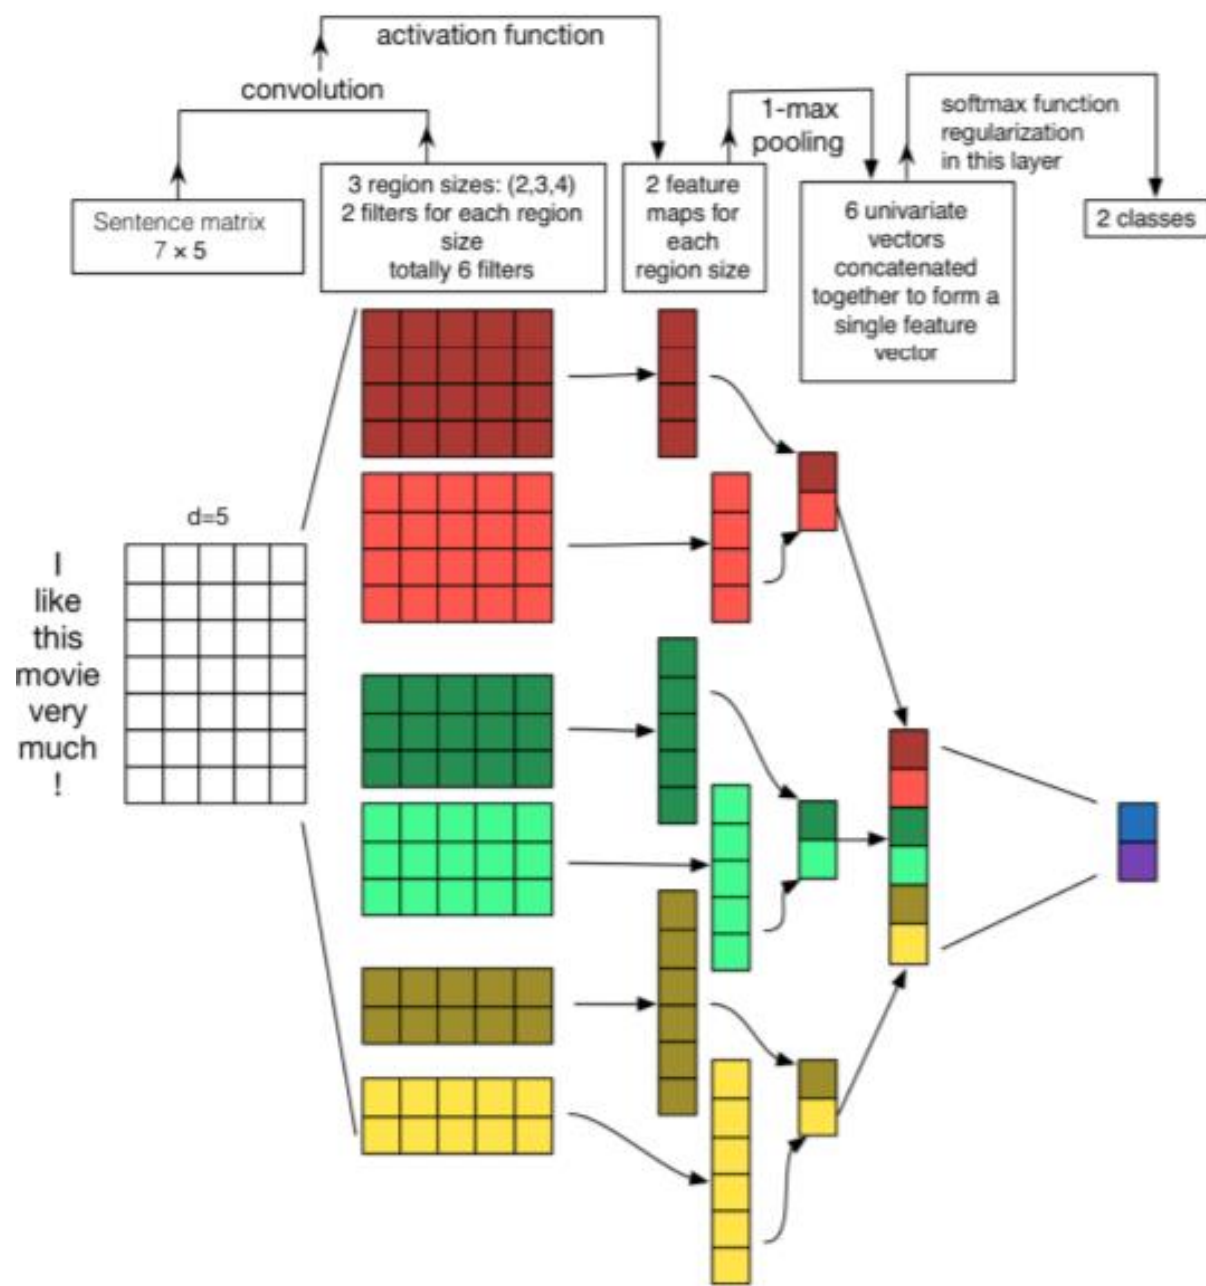 activation function
convolution
1-max
pooling
softmax function
regularization
in this layer
Sentence matrix
7 × 5
3 region sizes: (2,3,4)
2 filters for each region
size
totally 6 filters
2 feature
maps for
each
region size
6 univariate
vectors
concatenated
together to form a
single feature
vector
2 classes
d=5
I
like
this
movie
very
much
!